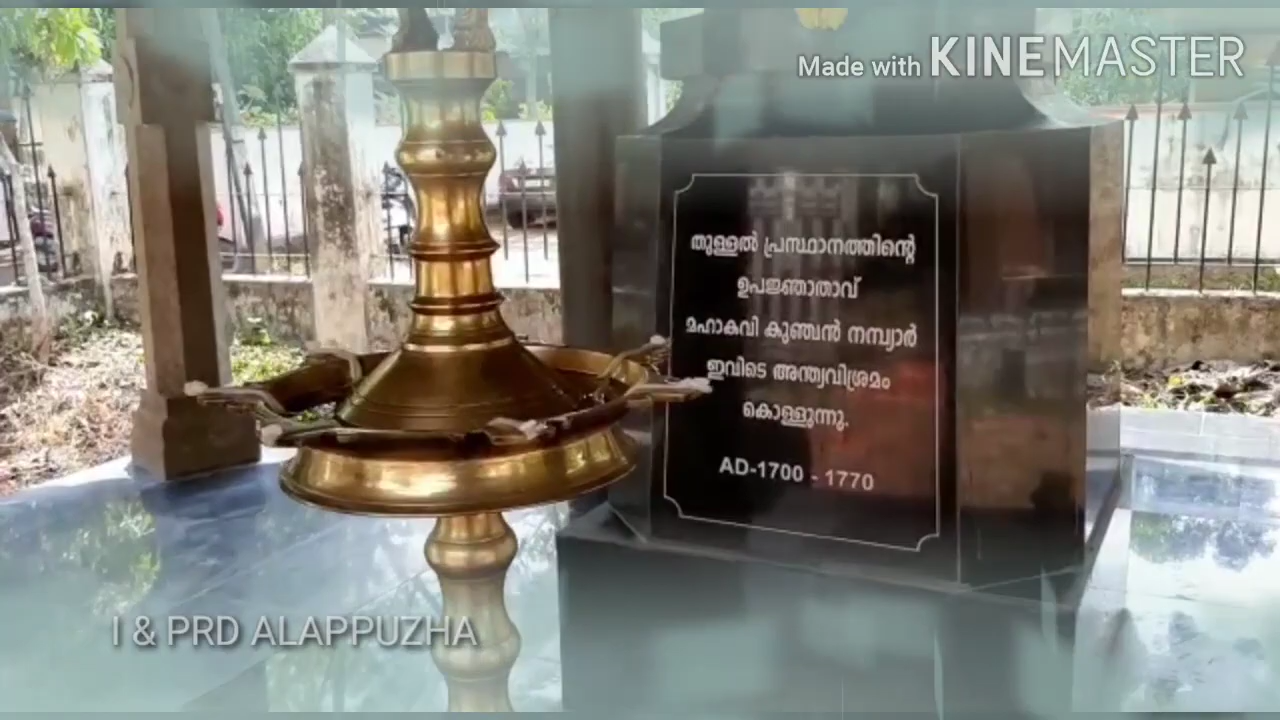 Made with KINEMASTER
തുള്ളൽ പ്രസ്ഥാനത്തിന്റെ
ഉപജ്ഞാതാവ്
മഹാകവി കുഞ്ചൻ നമ്പ്യാർ
ഇവിടെ അന്ത്യവിശ്രമം
കൊള്ളുന്നു.
AD-1700 - 1770
I & PRD ALAPPUZHA